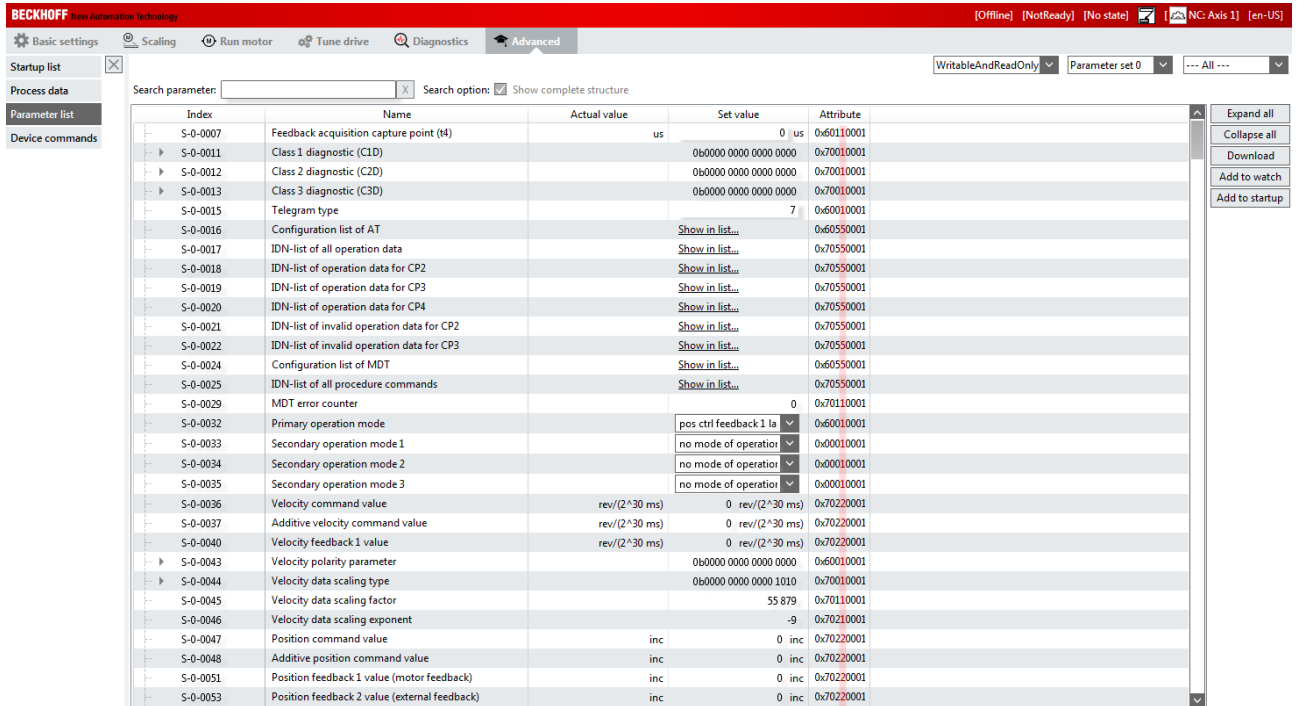 BECKHOFF New Automation Technology [Offline] [NotReady] [No state] [ NC: Axis 1] [en-US]
Basic settings Scaling Run motor Tune drive Diagnostics Advanced
Startup list WritableAndReadOnly Parameter set 0 --- All ---
Process data Search parameter: X Search option: Show complete structure
Parameter list Index Name Actual value Set value Attribute Expand all
S-0-0007 Feedback acquisition capture point (t4) us 0 us 0x60110001
Device commands Collapse all
S-0-0011 Class 1 diagnostic (C1D) 0b0000 0000 0000 0000 0x70010001 Download
S-0-0012 Class 2 diagnostic (C2D) 0b0000 0000 0000 0000 0x70010001 Add to watch
S-0-0013 Class 3 diagnostic (C3D) 0b0000 0000 0000 0000 0x70010001 Add to startup
S-0-0015 Telegram type 7 0x60010001
S-0-0016 Configuration list of AT Show in list... 0x60550001
S-0-0017 IDN-list of all operation data Show in list... 0x70550001
S-0-0018 IDN-list of operation data for CP2 Show in list... 0x70550001
S-0-0019 IDN-list of operation data for CP3 Show in list... 0x70550001
S-0-0020 IDN-list of operation data for CP4 Show in list... 0x70550001
S-0-0021 IDN-list of invalid operation data for CP2 Show in list... 0x70550001
S-0-0022 IDN-list of invalid operation data for CP3 Show in list... 0x70550001
S-0-0024 Configuration list of MDT Show in list... 0x60550001
S-0-0025 IDN-list of all procedure commands Show in list... 0x70550001
S-0-0029 MDT error counter 0 0x70110001
S-0-0032 Primary operation mode pos ctrl feedback 1 la 0x60010001
S-0-0033 Secondary operation mode 1 no mode of operation 0x00010001
S-0-0034 Secondary operation mode 2 no mode of operation 0x00010001
S-0-0035 Secondary operation mode 3 no mode of operation 0x00010001
S-0-0036 Velocity command value rev/(2^30 ms) 0 rev/(2^30 ms) 0x70220001
S-0-0037 Additive velocity command value rev/(2^30 ms) 0 rev/(2^30 ms) 0x70220001
S-0-0040 Velocity feedback 1 value rev/(2^30 ms) 0 rev/(2^30 ms) 0x70220001
S-0-0043 Velocity polarity parameter 0b0000 0000 0000 0000 0x60010001
S-0-0044 Velocity data scaling type 0b0000 0000 0000 1010 0x70010001
S-0-0045 Velocity data scaling factor 55 879 0x70110001
S-0-0046 Velocity data scaling exponent -9 0x70210001
S-0-0047 Position command value inc 0 inc 0x70220001
S-0-0048 Additive position command value inc 0 inc 0x70220001
S-0-0051 Position feedback 1 value (motor feedback) inc 0 inc 0x70220001
S-0-0053 Position feedback 2 value (external feedback) inc 0 inc 0x70220001